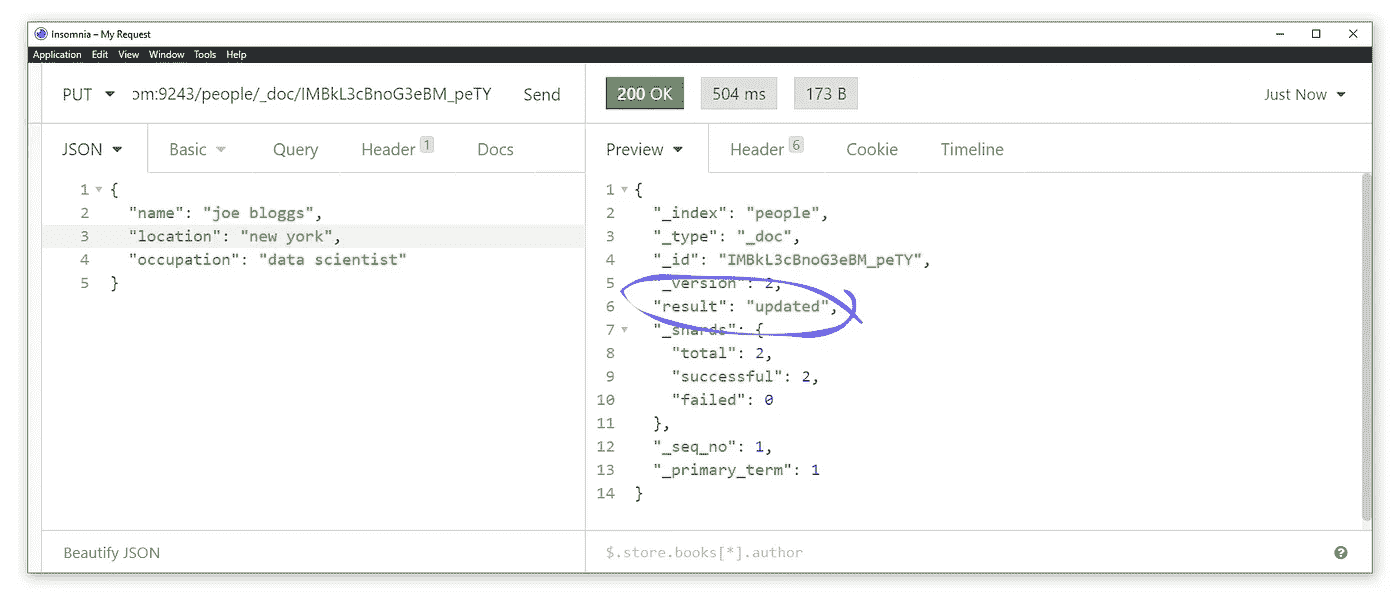 Insomnia – My Request
Application Edit View Window Tools Help
PUT om:9243/people/_doc/IMBkL3cBnoG3eBM_peTY Send
200 OK 504 ms 173 B Just Now
JSON Basic Query Header 1 Docs
Preview Header 6 Cookie Timeline
1 {
2 "name": "joe bloggs",
3 "location": "new york",
4 "occupation": "data scientist"
5 }
1 {
2 "_index": "people",
3 "_type": "_doc",
4 "_id": "IMBkL3cBnoG3eBM_peTY",
5 "_version": 2,
6 "result": "updated",
7 "_shards": {
8 "total": 2,
9 "successful": 2,
10 "failed": 0
11 },
12 "_seq_no": 1,
13 "_primary_term": 1
14 }
Beautify JSON
$.store.books[*].author